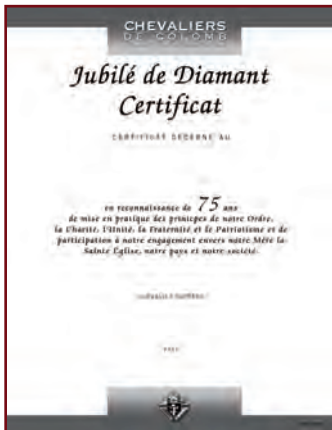 CHEVALIERS
DE COLOMB
Jubilé de Diamant
Certificat
CERTIFICAT DÉCERNÉ AU
en reconnaissance de 75 ans
de mise en pratique des principes de notre Ordre,
la Charité, l'Unité, la Fraternité et le Patriotisme et de
participation à notre engagement envers notre Mère la
Sainte Église, notre pays et notre société.